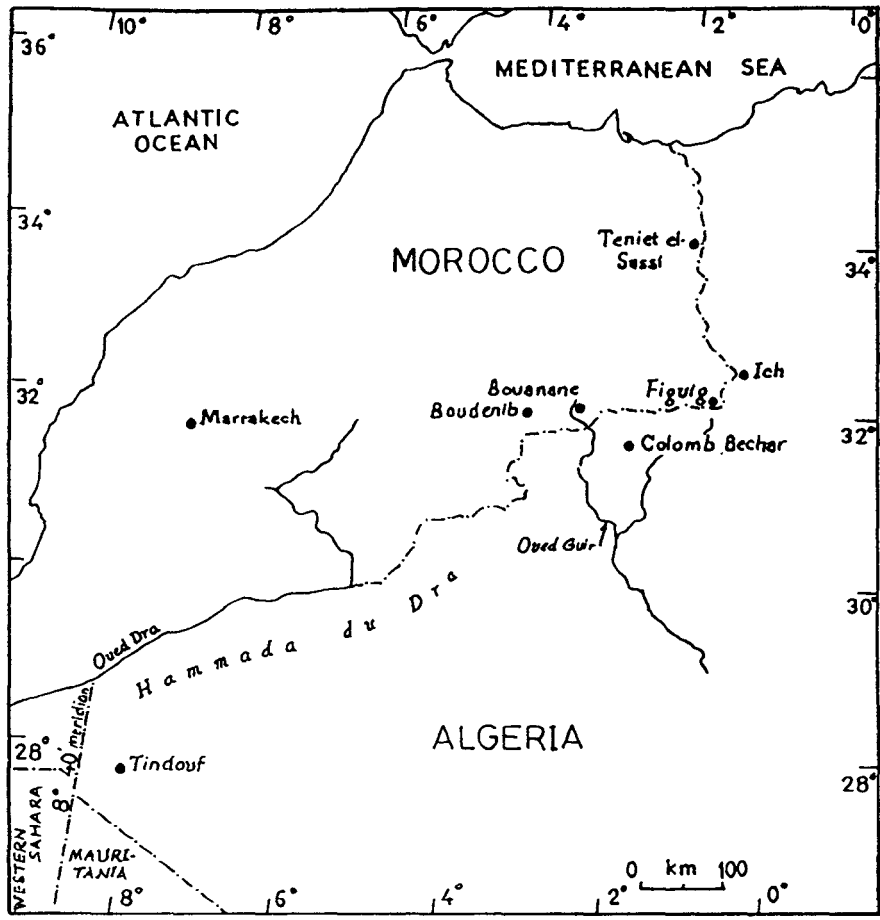 10° 8° 6° 4° 2° 0°
36°
MEDITERRANEAN SEA
ATLANTIC
OCEAN
34°
Teniet el-
Sassi
MOROCCO
34°
32°
Ich
Bouanane
Figuig
Boudenib
Marrakech
32°
Colomb Bechar
Oued Guir
30°
Oued Dra
Hammada du Dra
28°
8° 40' meridian
ALGERIA
Tindouf
28°
WESTERN
SAHARA
MAURI-
TANIA
0 km 100
8° 6° 4° 2° 0°